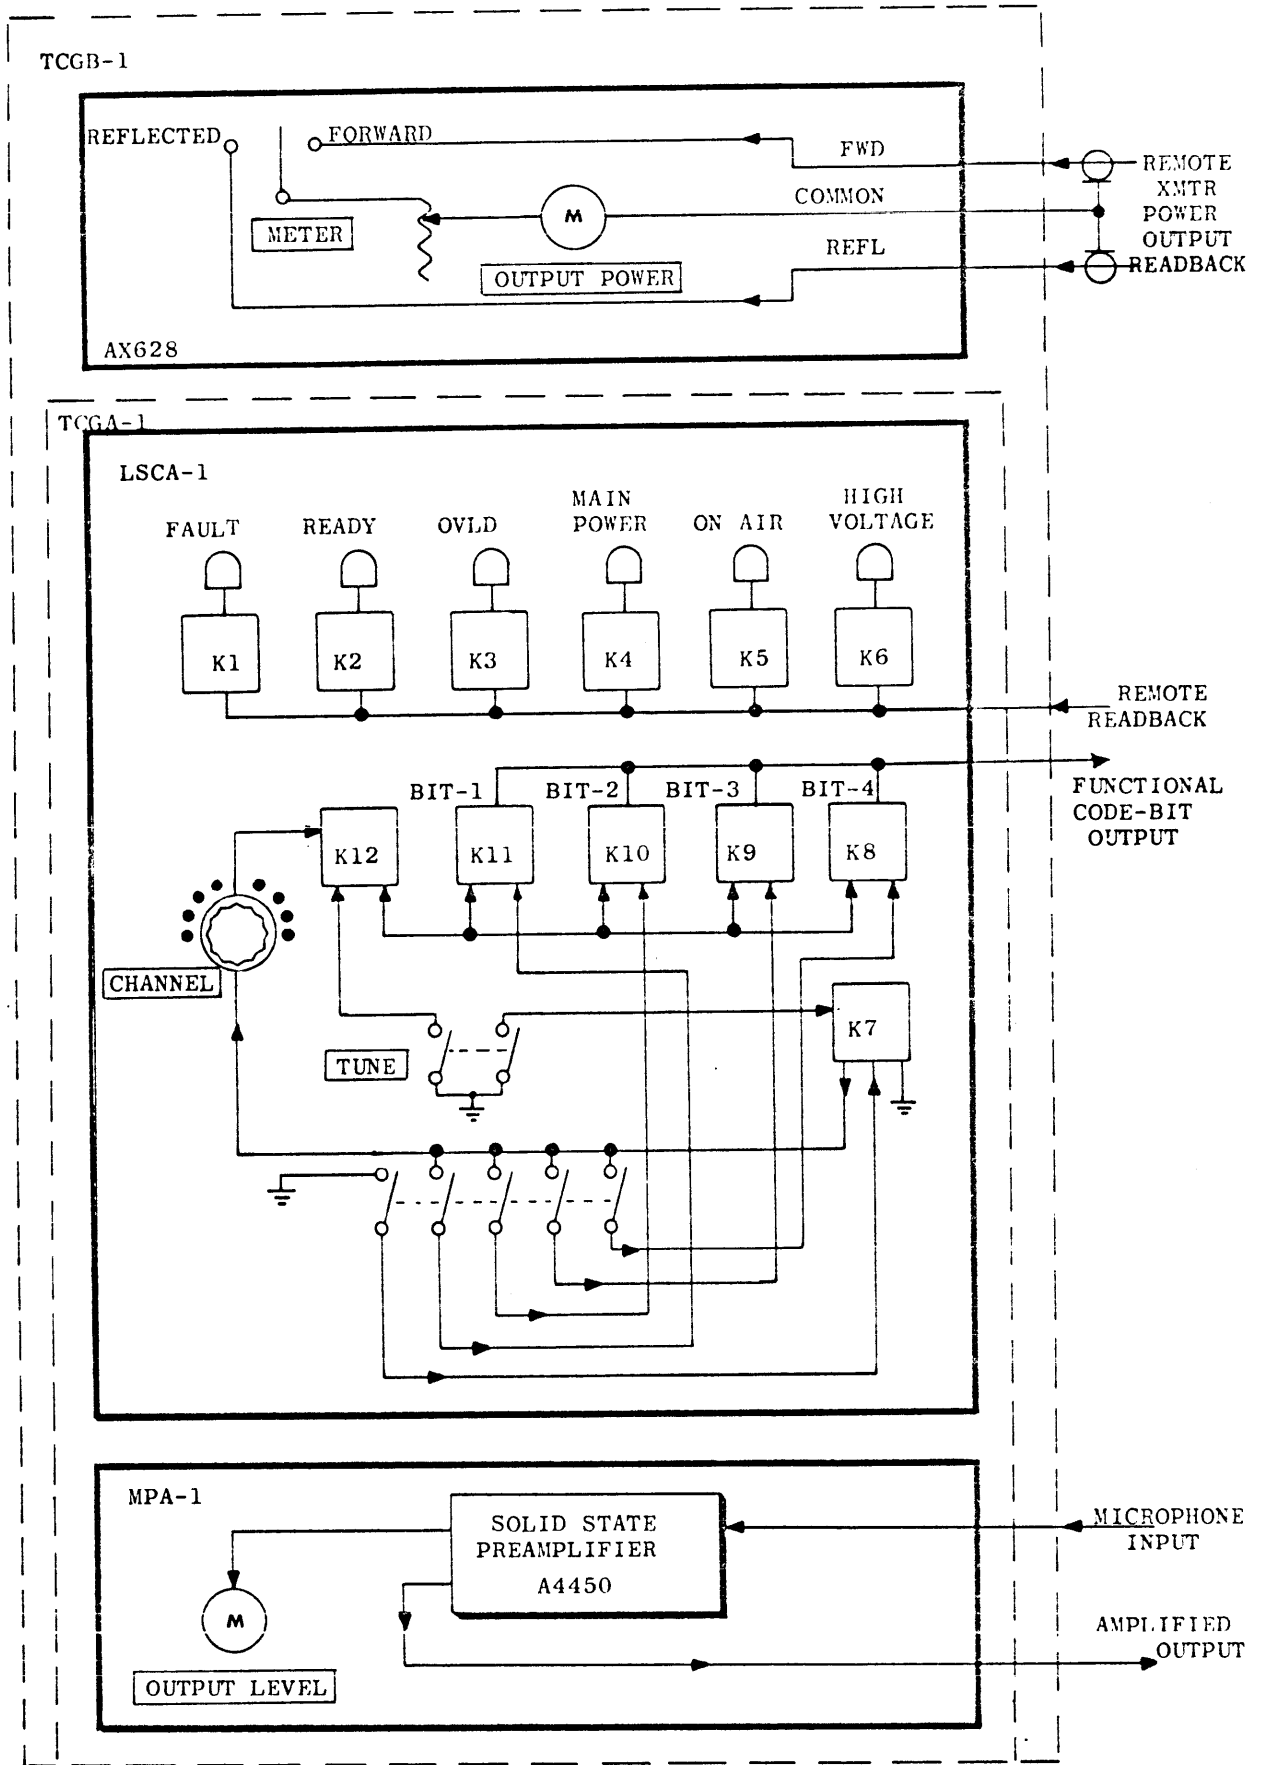 TCGB-1
REFLECTED
FORWARD
FWD
COMMON
REFL
METER
M
OUTPUT POWER
AX628
REMOTE
XMTR
POWER
OUTPUT
READBACK
TCGA-1
LSCA-1
FAULT
READY
OVLD
MAIN
POWER
ON AIR
HIGH
VOLTAGE
K1
K2
K3
K4
K5
K6
REMOTE
READBACK
BIT-1
BIT-2
BIT-3
BIT-4
FUNCTIONAL
CODE-BIT
OUTPUT
K12
K11
K10
K9
K8
CHANNEL
K7
TUNE
MPA-1
SOLID STATE
PREAMPLIFIER
A4450
MICROPHONE
INPUT
M
OUTPUT LEVEL
AMPLIFIED
OUTPUT